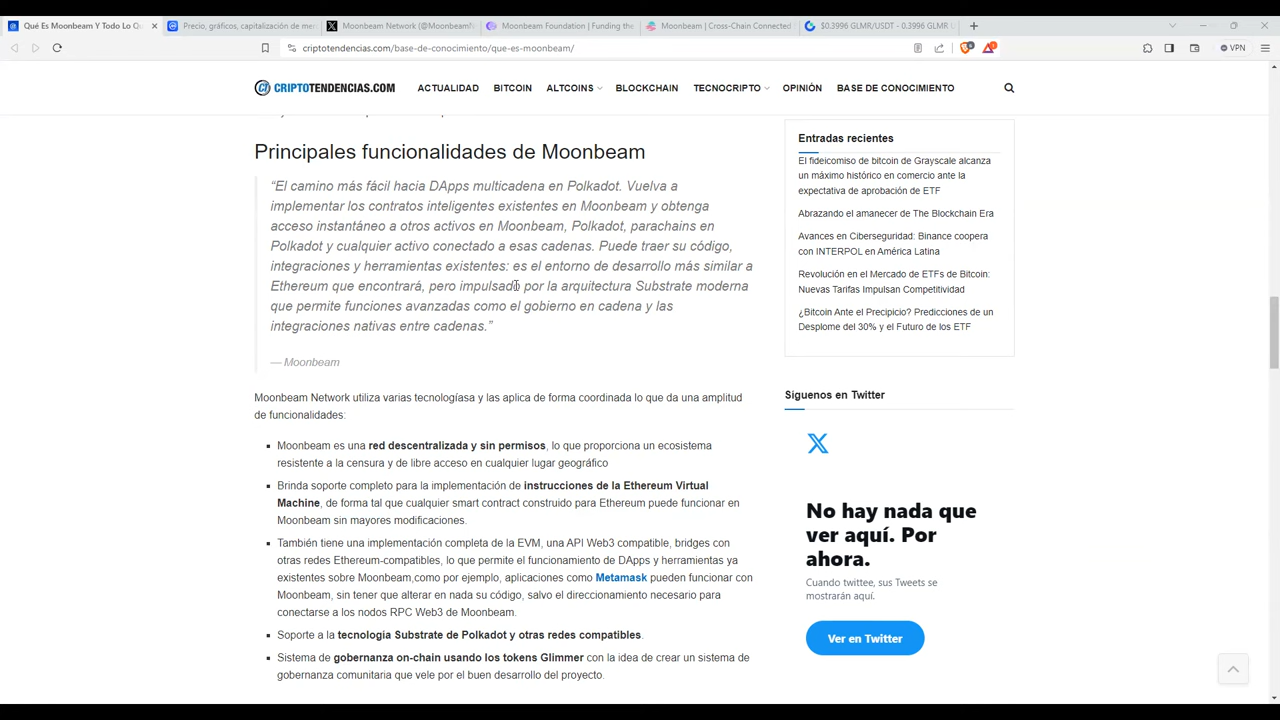 Qué Es Moonbeam Y Todo Lo Q
Precio, gráficos, capitalización de mer
Moonbeam Network (@MoonbeamN
Moonbeam Foundation | Funding the
Moonbeam | Cross-Chain Connected
$0.3996 GLMR/USDT - 0.3996 GLMR U
criptotendencias.com/base-de-conocimiento/que-es-moonbeam/
VPN
CRIPTOTENDENCIAS.COM
ACTUALIDAD
BITCOIN
ALTCOINS
BLOCKCHAIN
TECNOCRIPTO
OPINIÓN
BASE DE CONOCIMIENTO
Principales funcionalidades de Moonbeam
“El camino más fácil hacia DApps multicadena en Polkadot. Vuelva a
implementar los contratos inteligentes existentes en Moonbeam y obtenga
acceso instantáneo a otros activos en Moonbeam, Polkadot, parachains en
Polkadot y cualquier activo conectado a esas cadenas. Puede traer su código,
integraciones y herramientas existentes: es el entorno de desarrollo más similar a
Ethereum que encontrará, pero impulsado por la arquitectura Substrate moderna
que permite funciones avanzadas como el gobierno en cadena y las
integraciones nativas entre cadenas.”
— Moonbeam
Moonbeam Network utiliza varias tecnologíasa y las aplica de forma coordinada lo que da una amplitud
de funcionalidades:
Moonbeam es una red descentralizada y sin permisos, lo que proporciona un ecosistema
resistente a la censura y de libre acceso en cualquier lugar geográfico
Brinda soporte completo para la implementación de instrucciones de la Ethereum Virtual
Machine, de forma tal que cualquier smart contract construido para Ethereum puede funcionar en
Moonbeam sin mayores modificaciones.
También tiene una implementación completa de la EVM, una API Web3 compatible, bridges con
otras redes Ethereum-compatibles, lo que permite el funcionamiento de DApps y herramientas ya
existentes sobre Moonbeam,como por ejemplo, aplicaciones como Metamask pueden funcionar con
Moonbeam, sin tener que alterar en nada su código, salvo el direccionamiento necesario para
conectarse a los nodos RPC Web3 de Moonbeam.
Soporte a la tecnología Substrate de Polkadot y otras redes compatibles.
Sistema de gobernanza on-chain usando los tokens Glimmer con la idea de crear un sistema de
gobernanza comunitaria que vele por el buen desarrollo del proyecto.
Entradas recientes
El fideicomiso de bitcoin de Grayscale alcanza
un máximo histórico en comercio ante la
expectativa de aprobación de ETF
Abrazando el amanecer de The Blockchain Era
Avances en Ciberseguridad: Binance coopera
con INTERPOL en América Latina
Revolución en el Mercado de ETFs de Bitcoin:
Nuevas Tarifas Impulsan Competitividad
¿Bitcoin Ante el Precipicio? Predicciones de un
Desplome del 30% y el Futuro de los ETF
Siguenos en Twitter
No hay nada que
ver aquí. Por
ahora.
Cuando twittee, sus Tweets se
mostrarán aquí.
Ver en Twitter